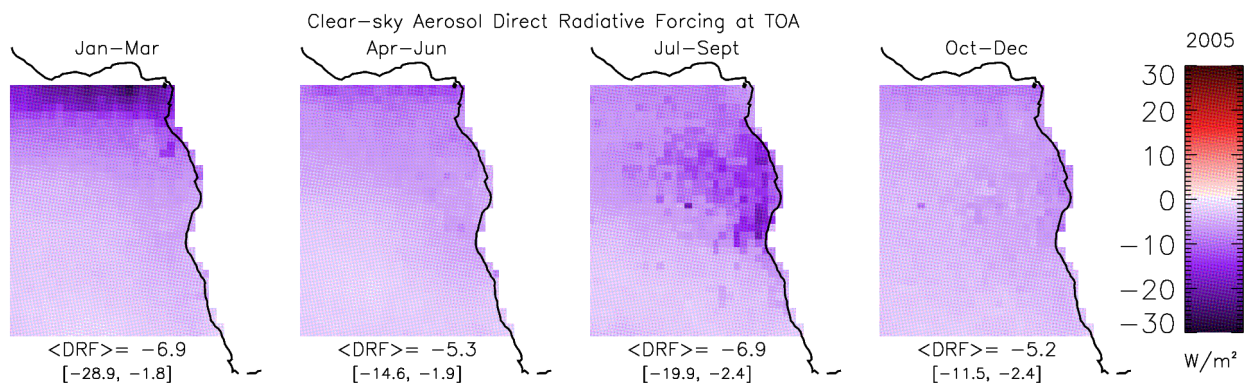 Clear-sky Aerosol Direct Radiative Forcing at TOA
Jan-Mar
Apr-Jun
Jul-Sept
Oct-Dec
2005
30
20
10
0
-10
-20
-30
W/m²
<DRF>= -6.9
[-28.9, -1.8]
<DRF>= -5.3
[-14.6, -1.9]
<DRF>= -6.9
[-19.9, -2.4]
<DRF>= -5.2
[-11.5, -2.4]